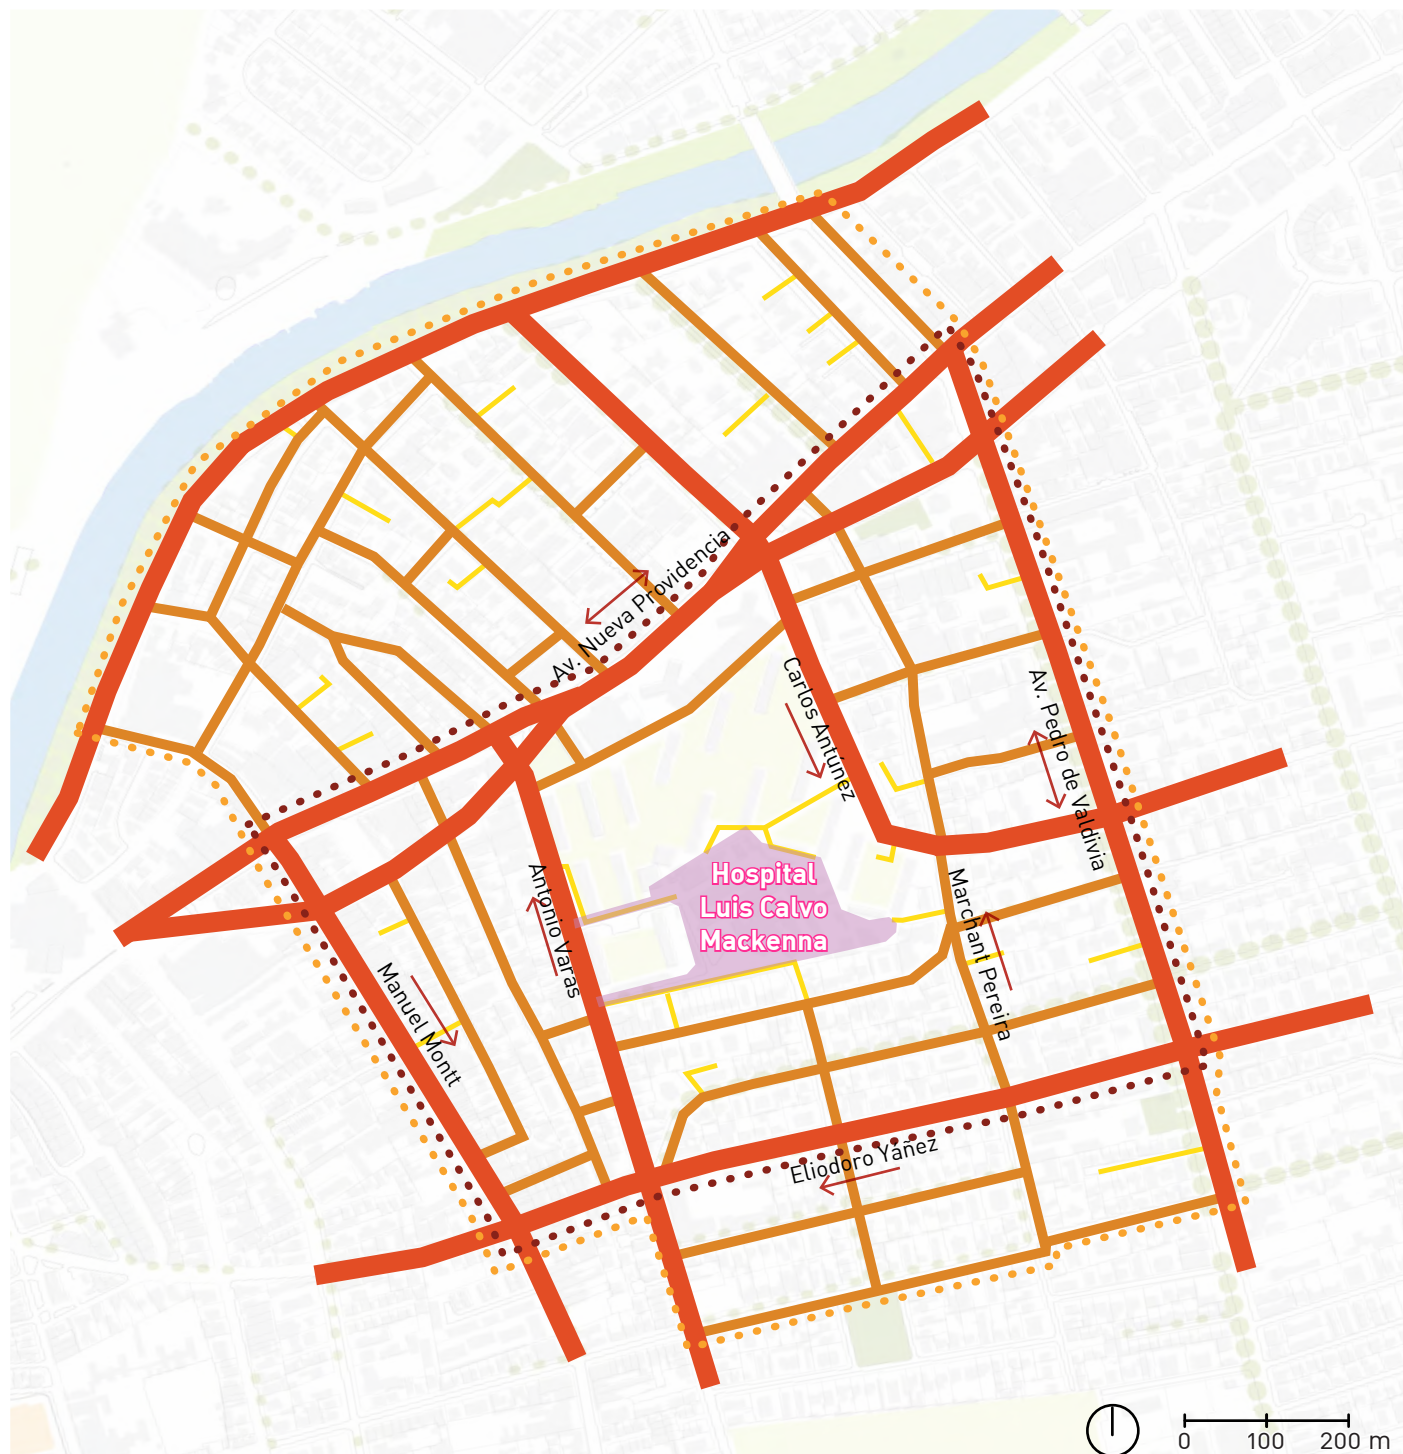 Av. Nueva Providencia
Carlos Antúnez
Av. Pedro de Valdivia
Hospital
Luis Calvo
Mackenna
Antonio Varas
Marchant Pereira
Manuel Montt
Eliodoro Yáñez
0 100 200 m